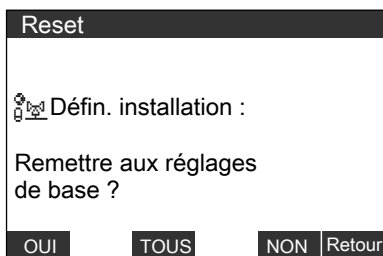 Reset
Défin. installation :
Remettre aux réglages
de base ?
OUI TOUS NON Retour